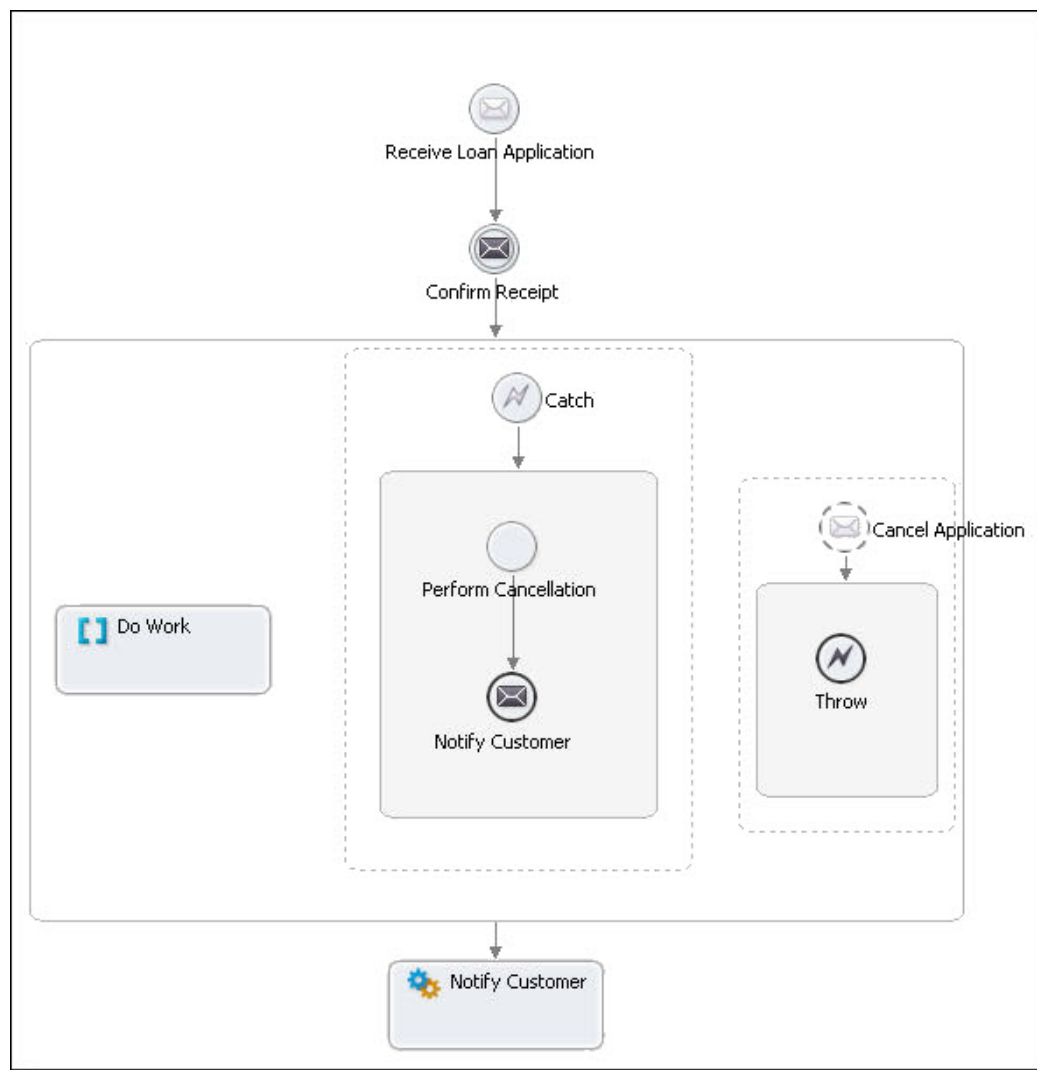 Receive Loan Application
Confirm Receipt
Catch
Cancel Application
Perform Cancellation
Do Work
Throw
Notify Customer
Notify Customer